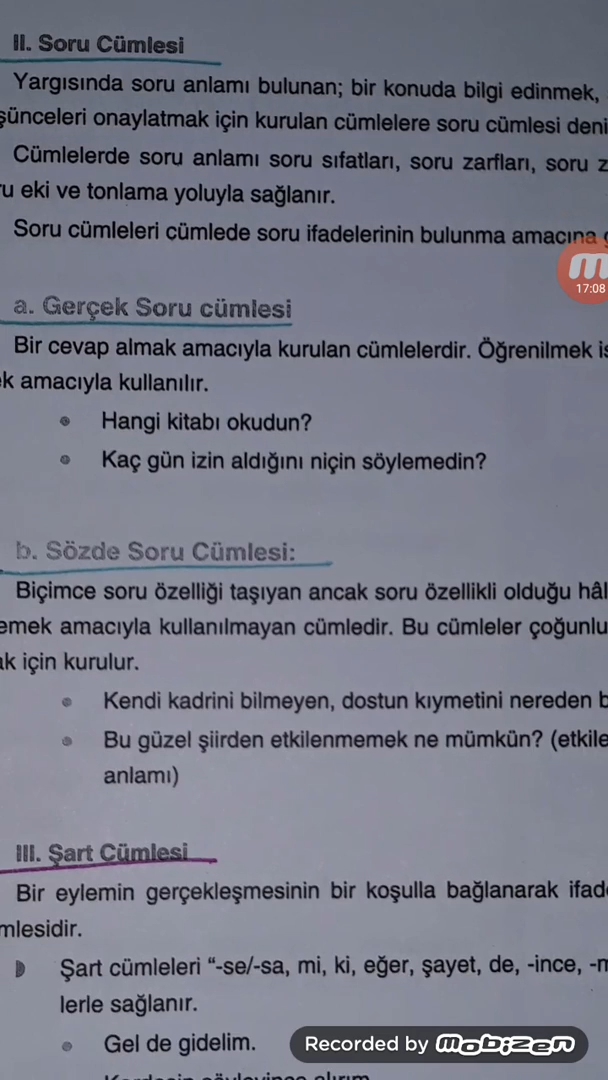 II. Soru Cümlesi
Yargısında soru anlamı bulunan; bir konuda bilgi edinmek,
şünceleri onaylatmak için kurulan cümlelere soru cümlesi deni
Cümlelerde soru anlamı soru sıfatları, soru zarfları, soru z
ru eki ve tonlama yoluyla sağlanır.
Soru cümleleri cümlede soru ifadelerinin bulunma amacına
17:08
a. Gerçek Soru cümlesi
Bir cevap almak amacıyla kurulan cümlelerdir. Öğrenilmek is
ek amacıyla kullanılır.
Hangi kitabı okudun?
Kaç gün izin aldığını niçin söylemedin?
b. Sözde Soru Cümlesi:
Biçimce soru özelliği taşıyan ancak soru özellikli olduğu hâl
emek amacıyla kullanılmayan cümledir. Bu cümleler çoğunlu
ak için kurulur.
Kendi kadrini bilmeyen, dostun kıymetini nereden b
Bu güzel şiirden etkilenmemek ne mümkün? (etkile
anlamı)
III. Şart Cümlesi
Bir eylemin gerçekleşmesinin bir koşulla bağlanarak ifad
mlesidir.
Şart cümleleri “-se/-sa, mi, ki, eğer, şayet, de, -ince, -m
lerle sağlanır.
Gel de gidelim.
Recorded by mobizen